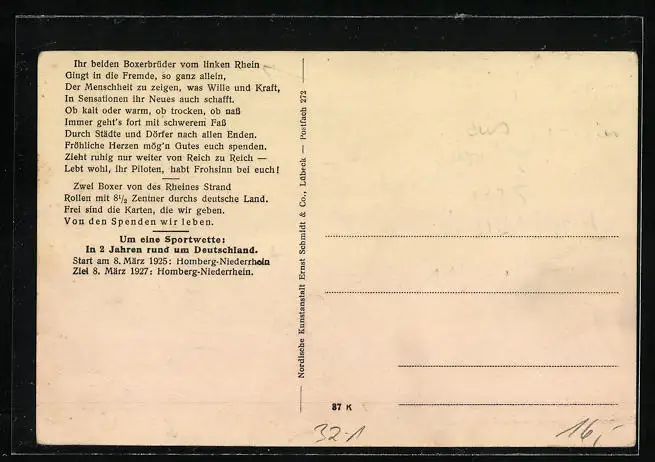 Ihr beiden Boxerbrüder vom linken Rhein
Gingt in die Fremde, so ganz allein,
Der Menschheit zu zeigen, was Wille und Kraft,
In Sensationen ihr Neues auch schafft.
Ob kalt oder warm, ob trocken, ob naß
Immer geht's fort mit schwerem Faß
Durch Städte und Dörfer nach allen Enden.
Fröhliche Herzen mög'n Gutes euch spenden.
Zieht ruhig nur weiter von Reich zu Reich —
Lebt wohl, ihr Piloten, habt Frohsinn bei euch!
Zwei Boxer von des Rheines Strand
Rollen mit 8½ Zentner durchs deutsche Land.
Frei sind die Karten, die wir geben.
Von den Spenden wir leben.
Um eine Sportwette:
In 2 Jahren rund um Deutschland.
Start am 8. März 1925: Homberg-Niederrhein
Ziel 8. März 1927: Homberg-Niederrhein.
Nordische Kunstanstalt Ernst Schmidt & Co., Lübeck — Postfach 272
87 K
32-1
16,-